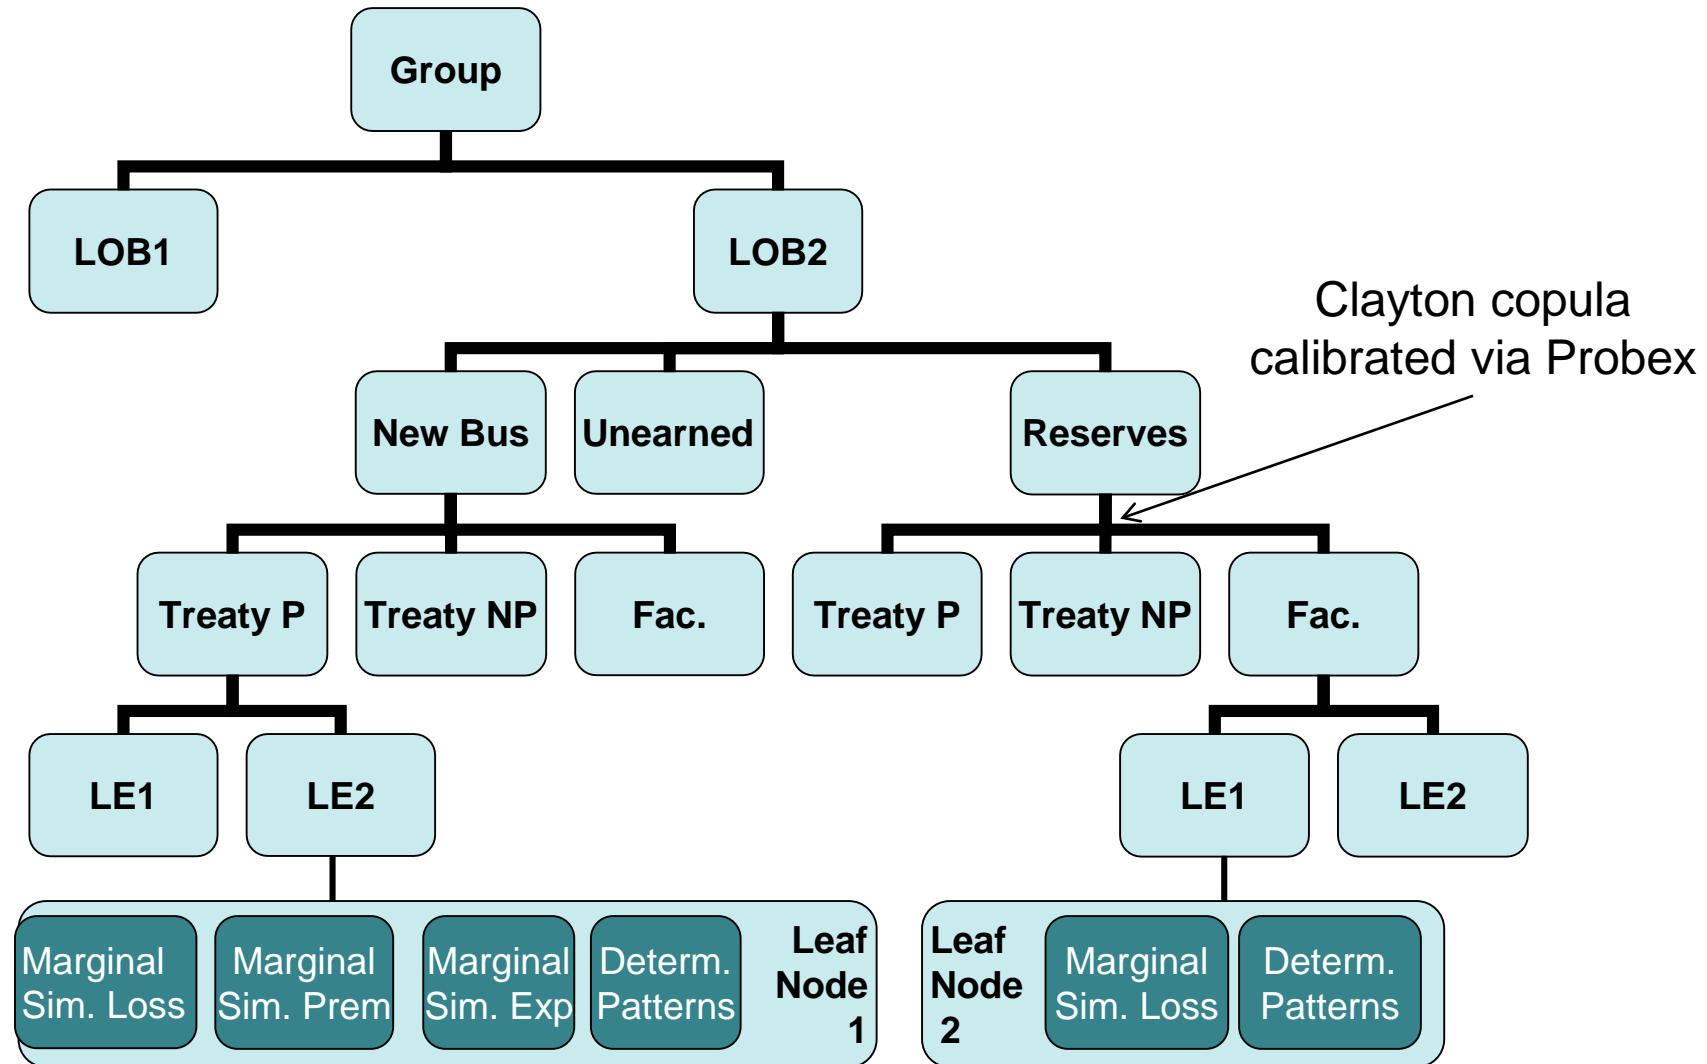 Group
LOB1
LOB2
Clayton copula
calibrated via Probex
New Bus
Unearned
Reserves
Treaty P
Treaty NP
Fac.
Treaty P
Treaty NP
Fac.
LE1
LE2
LE1
LE2
Marginal
Sim. Loss
Marginal
Sim. Prem
Marginal
Sim. Exp
Determ.
Patterns
Leaf
Node
1
Leaf
Node
2
Marginal
Sim. Loss
Determ.
Patterns